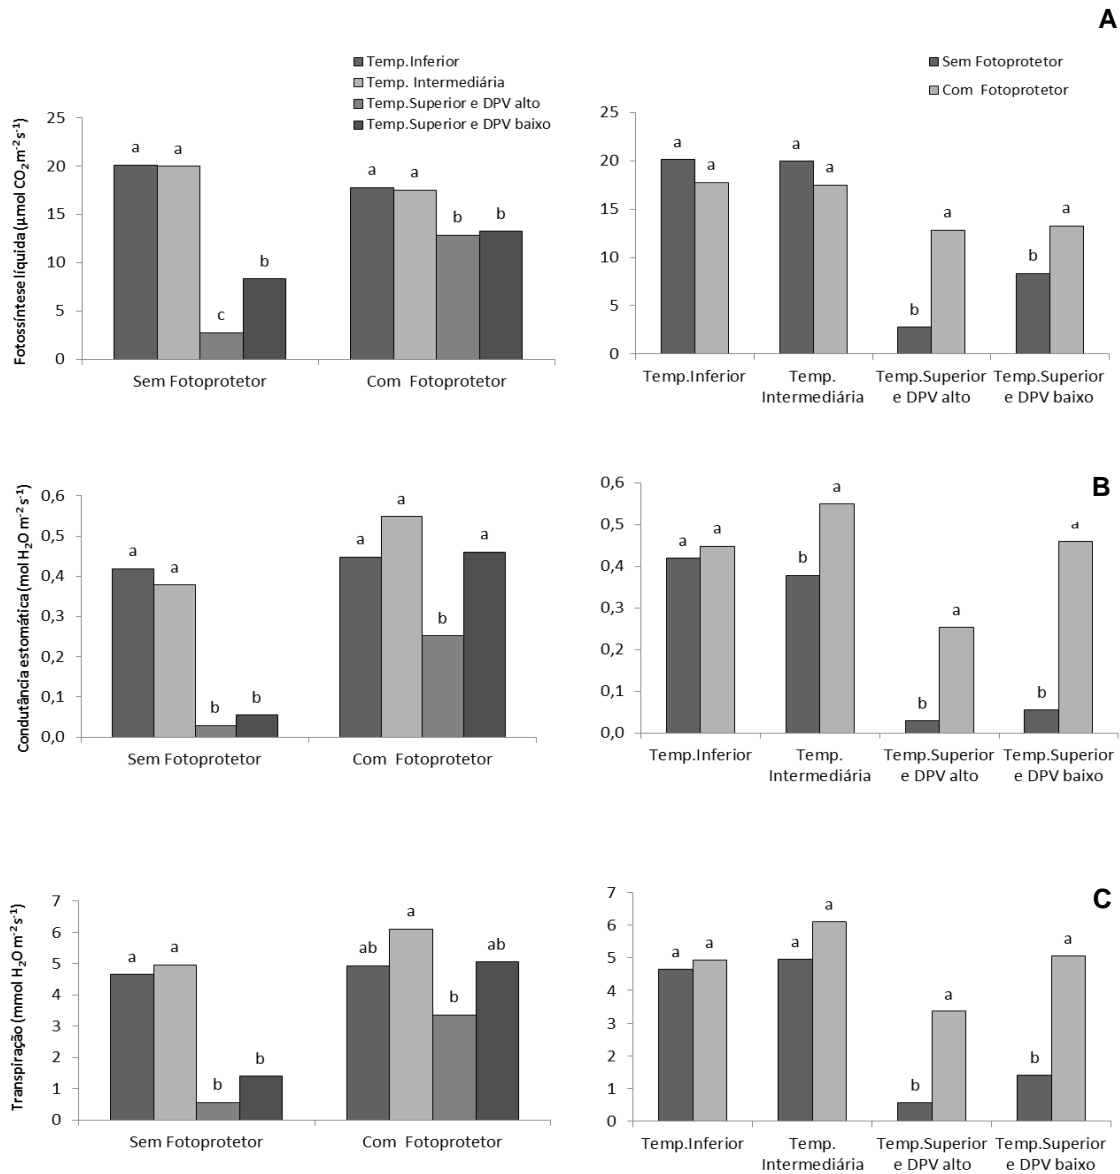 A
Temp.Inferior
Temp. Intermediária
Temp.Superior e DPV alto
Temp.Superior e DPV baixo
Fotossíntese líquida (µmol CO₂ m⁻² s⁻¹)
25
20
15
10
5
0
a a c b
a a b b
Sem Fotoprotetor Com Fotoprotetor
Sem Fotoprotetor
Com Fotoprotetor
25
20
15
10
5
0
a a
a a
b a
b a
Temp.Inferior
Temp. Intermediária
Temp.Superior e DPV alto
Temp.Superior e DPV baixo
B
Condutância estomática (mol H₂O m⁻² s⁻¹)
0,6
0,5
0,4
0,3
0,2
0,1
0,0
a a b b
a a b a
Sem Fotoprotetor Com Fotoprotetor
0,6
0,5
0,4
0,3
0,2
0,1
0,0
a a
b a
b a
b a
Temp.Inferior
Temp. Intermediária
Temp.Superior e DPV alto
Temp.Superior e DPV baixo
C
Transpiração (mmol H₂O m⁻² s⁻¹)
7
6
5
4
3
2
1
0
a a b b
ab a b ab
Sem Fotoprotetor Com Fotoprotetor
7
6
5
4
3
2
1
0
a a
a a
b a
b a
Temp.Inferior
Temp. Intermediária
Temp.Superior e DPV alto
Temp.Superior e DPV baixo